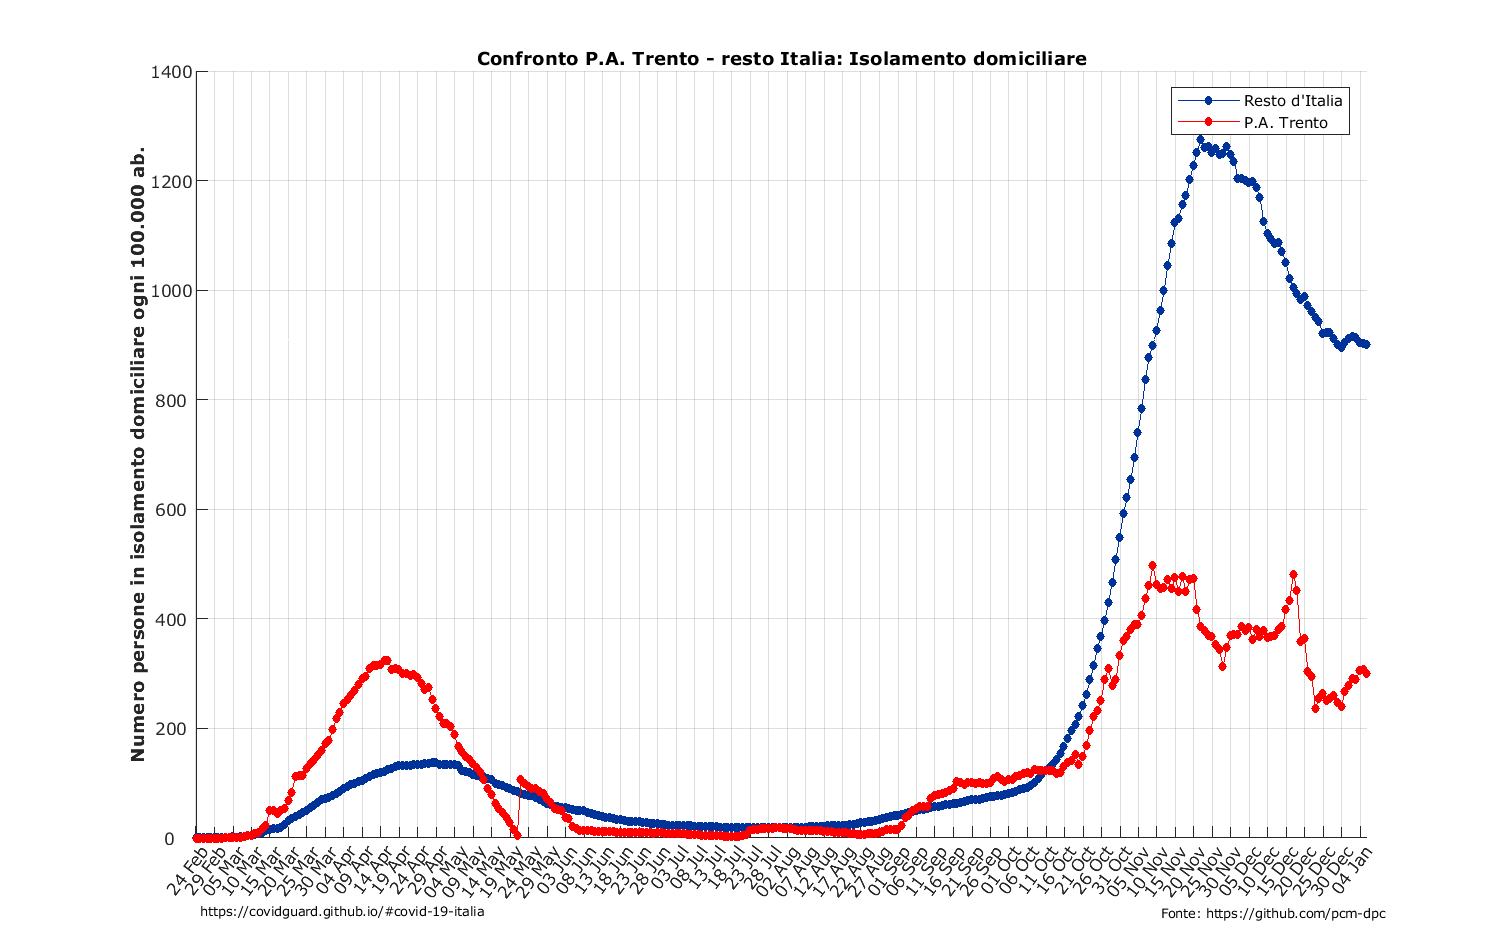 Confronto P.A. Trento - resto Italia: Isolamento domiciliare
Numero persone in isolamento domiciliare ogni 100.000 ab.
1400
1200
1000
800
600
400
200
0
Resto d'Italia
P.A. Trento
24 Feb
29 Feb
05 Mar
10 Mar
15 Mar
20 Mar
25 Mar
30 Mar
04 Apr
09 Apr
14 Apr
19 Apr
24 Apr
29 Apr
04 May
09 May
14 May
19 May
24 May
29 May
03 Jun
08 Jun
13 Jun
18 Jun
23 Jun
28 Jun
03 Jul
08 Jul
13 Jul
18 Jul
23 Jul
28 Jul
02 Aug
07 Aug
12 Aug
17 Aug
22 Aug
27 Aug
01 Sep
06 Sep
11 Sep
16 Sep
21 Sep
26 Sep
01 Oct
06 Oct
11 Oct
16 Oct
21 Oct
26 Oct
31 Oct
05 Nov
10 Nov
15 Nov
20 Nov
25 Nov
30 Nov
05 Dec
10 Dec
15 Dec
20 Dec
25 Dec
30 Dec
04 Jan
https://covidguard.github.io/#covid-19-italia
Fonte: https://github.com/pcm-dpc